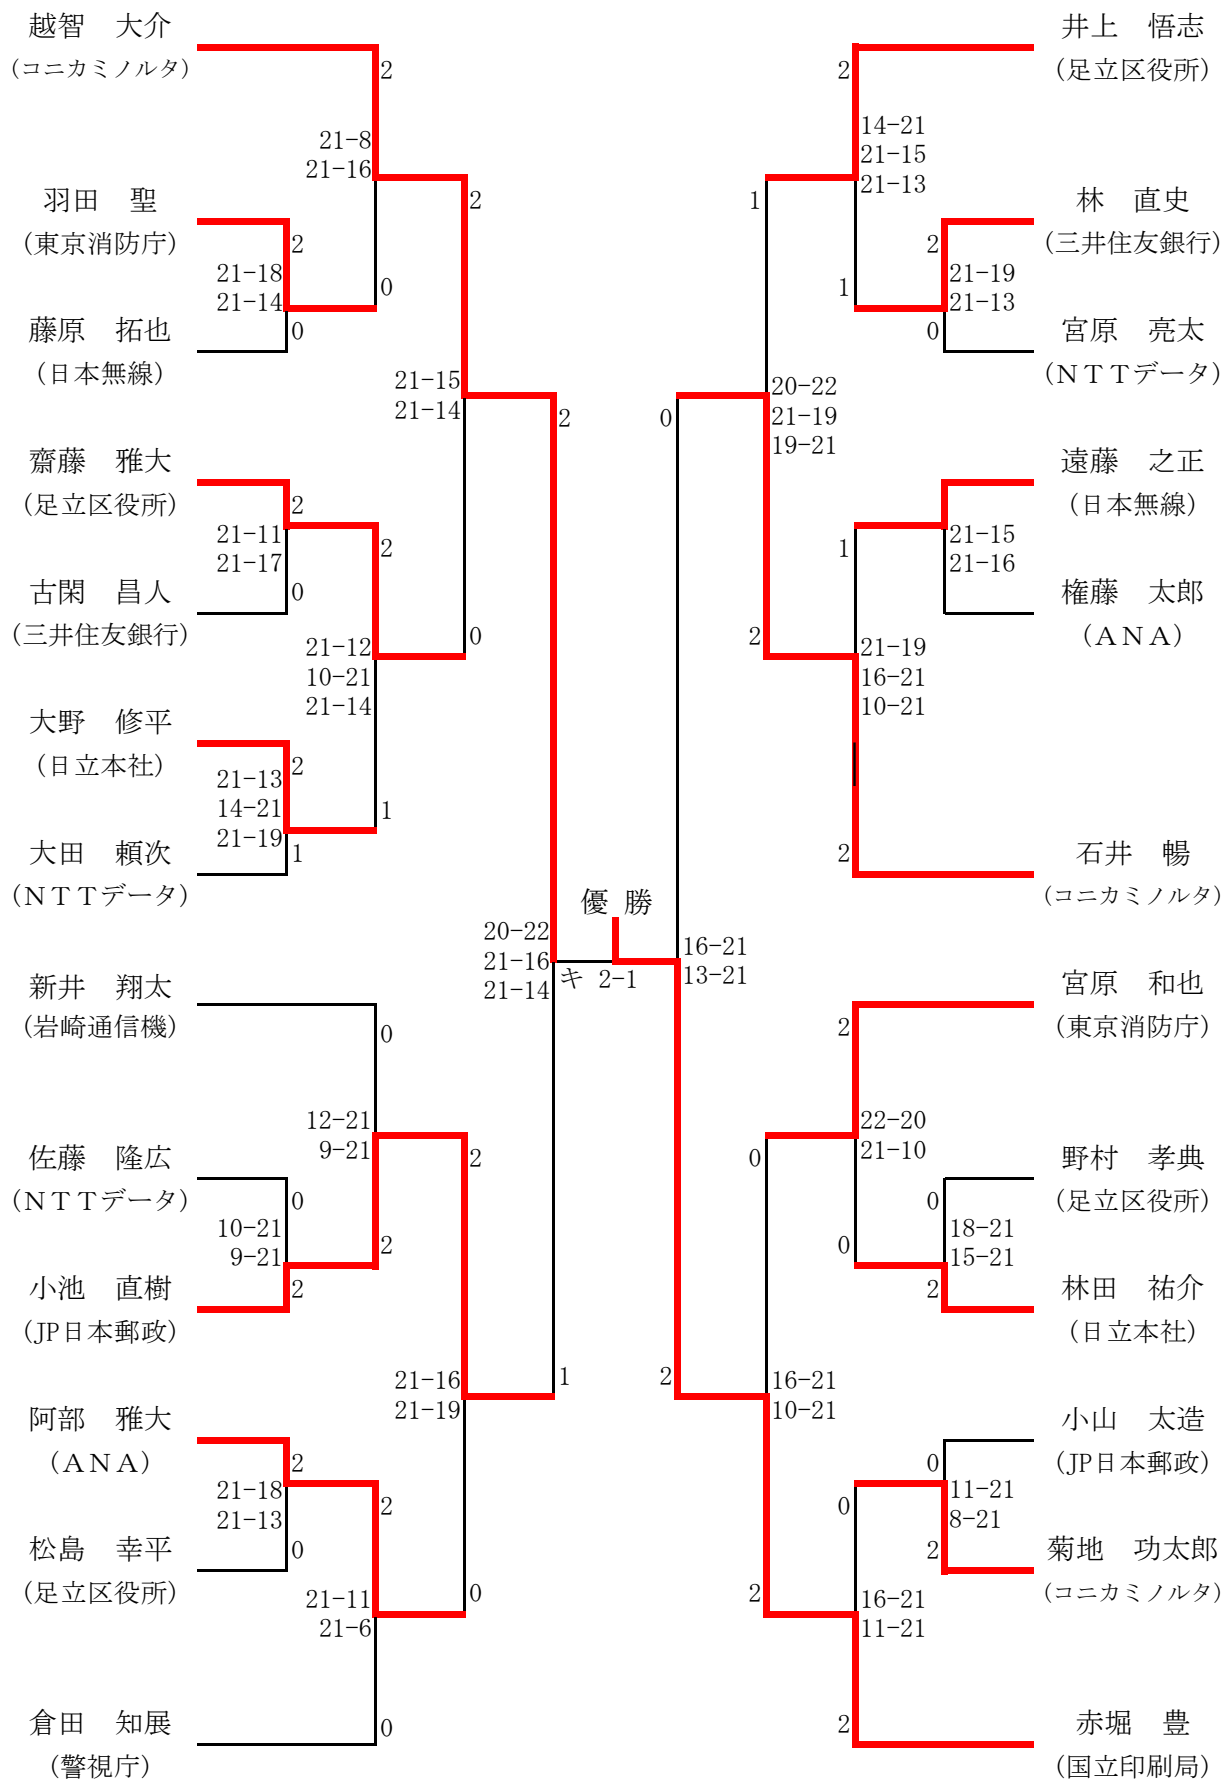 越智　大介
(コニカミノルタ)
2
21-8
21-16
2
羽田　聖
(東京消防庁)
2
21-18
21-14
0
0
藤原　拓也
(日本無線)
21-15
21-14
2
齋藤　雅大
(足立区役所)
2
21-11
21-17
2
0
古閑　昌人
(三井住友銀行)
0
21-12
10-21
21-14
大野　修平
(日立本社)
2
21-13
14-21
21-19
1
1
大田　頼次
(ＮＴＴデータ)
優 勝
20-22
21-16
21-14
キ 2-1
新井　翔太
(岩崎通信機)
0
12-21
9-21
2
佐藤　隆広
(ＮＴＴデータ)
0
10-21
9-21
2
2
小池　直樹
(JP日本郵政)
21-16
21-19
1
阿部　雅大
(ＡＮＡ)
2
21-18
21-13
2
0
松島　幸平
(足立区役所)
0
21-11
21-6
倉田　知展
(警視庁)
0
井上　悟志
(足立区役所)
2
14-21
21-15
21-13
1
林　直史
(三井住友銀行)
2
21-19
21-13
1
0
宮原　亮太
(ＮＴＴデータ)
20-22
21-19
19-21
0
遠藤　之正
(日本無線)
21-15
21-16
1
権藤　太郎
(ＡＮＡ)
2
21-19
16-21
10-21
石井　暢
(コニカミノルタ)
2
16-21
13-21
宮原　和也
(東京消防庁)
2
22-20
21-10
0
野村　孝典
(足立区役所)
0
18-21
15-21
0
2
林田　祐介
(日立本社)
2
16-21
10-21
小山　太造
(JP日本郵政)
0
11-21
8-21
0
2
菊地　功太郎
(コニカミノルタ)
2
16-21
11-21
赤堀　豊
(国立印刷局)
2